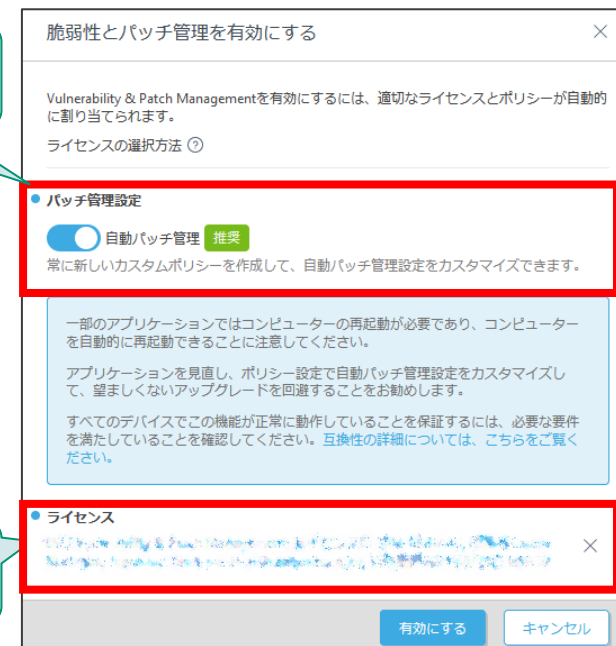 脆弱性とパッチ管理を有効にする
Vulnerability & Patch Managementを有効にするには、適切なライセンスとポリシーが自動的
に割り当てられます。
ライセンスの選択方法 ?
パッチ管理設定
自動パッチ管理 推奨
常に新しいカスタムポリシーを作成して、自動パッチ管理設定をカスタマイズできます。
一部のアプリケーションではコンピューターの再起動が必要であり、コンピューター
を自動的に再起動できることに注意してください。
アプリケーションを見直し、ポリシー設定で自動パッチ管理設定をカスタマイズし
て、望ましくないアップグレードを回避することをお勧めします。
すべてのデバイスでこの機能が正常に動作していることを保証するには、必要な要件
を満たしていることを確認してください。互換性の詳細については、こちらをご覧く
ださい。
ライセンス
有効にする キャンセル